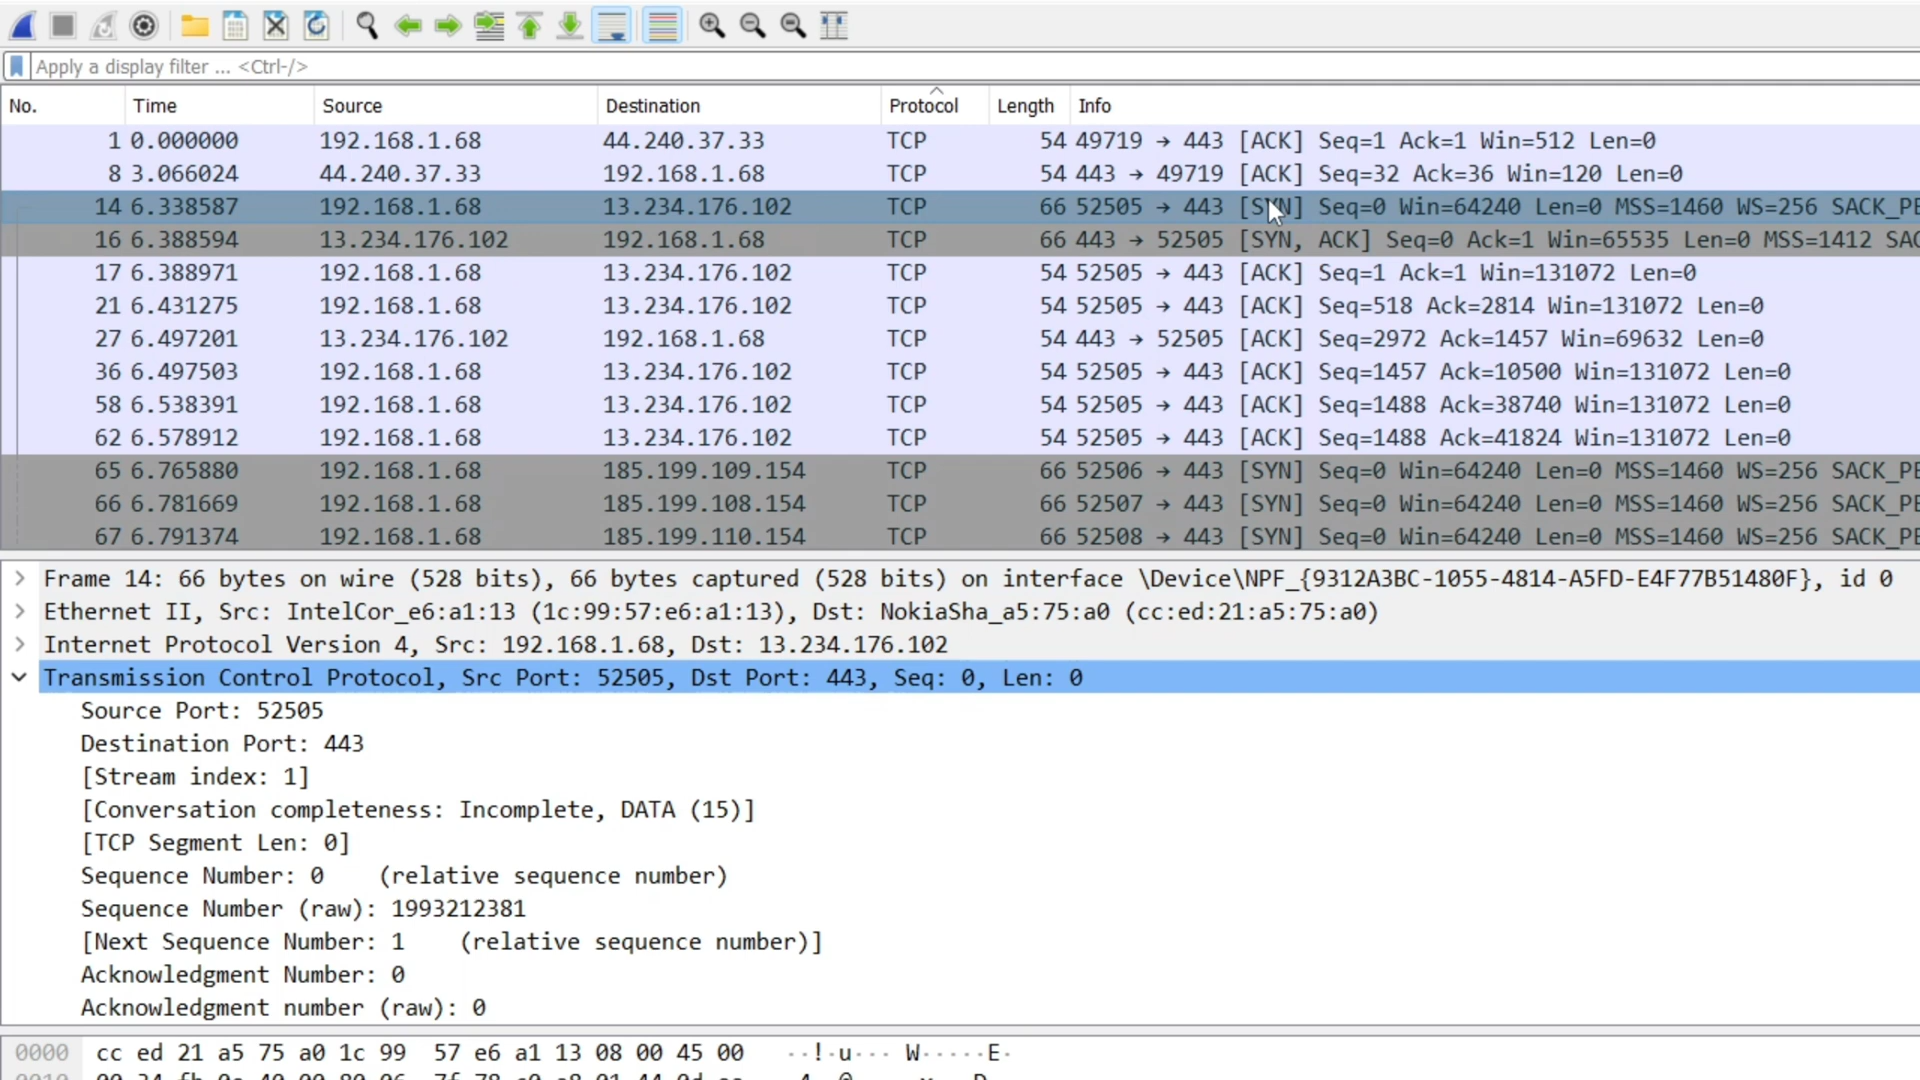 Apply a display filter ... <Ctrl-/>
No. Time Source Destination Protocol Length Info
1 0.000000 192.168.1.68 44.240.37.33 TCP 54 49719 → 443 [ACK] Seq=1 Ack=1 Win=512 Len=0
8 3.066024 44.240.37.33 192.168.1.68 TCP 54 443 → 49719 [ACK] Seq=32 Ack=36 Win=120 Len=0
14 6.338587 192.168.1.68 13.234.176.102 TCP 66 52505 → 443 [SYN] Seq=0 Win=64240 Len=0 MSS=1460 WS=256 SACK_PE
16 6.388594 13.234.176.102 192.168.1.68 TCP 66 443 → 52505 [SYN, ACK] Seq=0 Ack=1 Win=65535 Len=0 MSS=1412 SAC
17 6.388971 192.168.1.68 13.234.176.102 TCP 54 52505 → 443 [ACK] Seq=1 Ack=1 Win=131072 Len=0
21 6.431275 192.168.1.68 13.234.176.102 TCP 54 52505 → 443 [ACK] Seq=518 Ack=2814 Win=131072 Len=0
27 6.497201 13.234.176.102 192.168.1.68 TCP 54 443 → 52505 [ACK] Seq=2972 Ack=1457 Win=69632 Len=0
36 6.497503 192.168.1.68 13.234.176.102 TCP 54 52505 → 443 [ACK] Seq=1457 Ack=10500 Win=131072 Len=0
58 6.538391 192.168.1.68 13.234.176.102 TCP 54 52505 → 443 [ACK] Seq=1488 Ack=38740 Win=131072 Len=0
62 6.578912 192.168.1.68 13.234.176.102 TCP 54 52505 → 443 [ACK] Seq=1488 Ack=41824 Win=131072 Len=0
65 6.765880 192.168.1.68 185.199.109.154 TCP 66 52506 → 443 [SYN] Seq=0 Win=64240 Len=0 MSS=1460 WS=256 SACK_PE
66 6.781669 192.168.1.68 185.199.108.154 TCP 66 52507 → 443 [SYN] Seq=0 Win=64240 Len=0 MSS=1460 WS=256 SACK_PE
67 6.791374 192.168.1.68 185.199.110.154 TCP 66 52508 → 443 [SYN] Seq=0 Win=64240 Len=0 MSS=1460 WS=256 SACK_PE
Frame 14: 66 bytes on wire (528 bits), 66 bytes captured (528 bits) on interface \Device\NPF_{9312A3BC-1055-4814-A5FD-E4F77B51480F}, id 0
Ethernet II, Src: IntelCor_e6:a1:13 (1c:99:57:e6:a1:13), Dst: NokiaSha_a5:75:a0 (cc:ed:21:a5:75:a0)
Internet Protocol Version 4, Src: 192.168.1.68, Dst: 13.234.176.102
Transmission Control Protocol, Src Port: 52505, Dst Port: 443, Seq: 0, Len: 0
Source Port: 52505
Destination Port: 443
[Stream index: 1]
[Conversation completeness: Incomplete, DATA (15)]
[TCP Segment Len: 0]
Sequence Number: 0 (relative sequence number)
Sequence Number (raw): 1993212381
[Next Sequence Number: 1 (relative sequence number)]
Acknowledgment Number: 0
Acknowledgment number (raw): 0
0000 cc ed 21 a5 75 a0 1c 99 57 e6 a1 13 08 00 45 00 ··!·u··· W·····E·